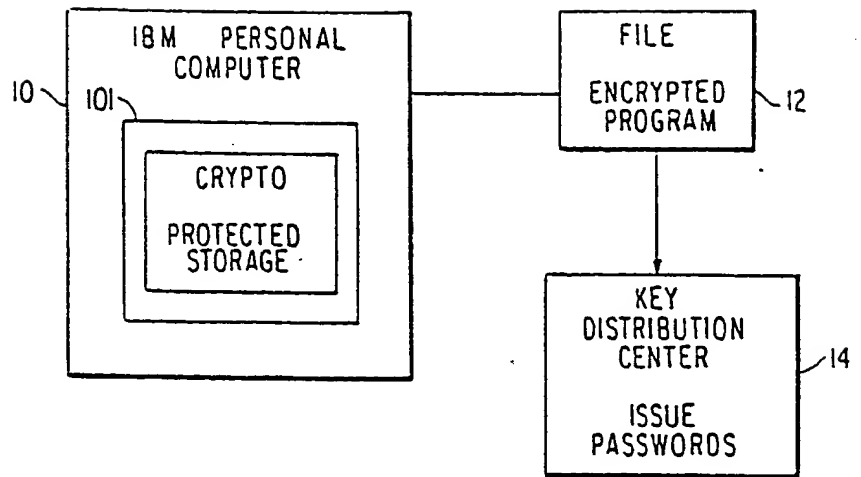 IBM PERSONAL
COMPUTER
10
101
CRYPTO
PROTECTED
STORAGE
FILE
ENCRYPTED
PROGRAM
12
KEY
DISTRIBUTION
CENTER
14
ISSUE
PASSWORDS